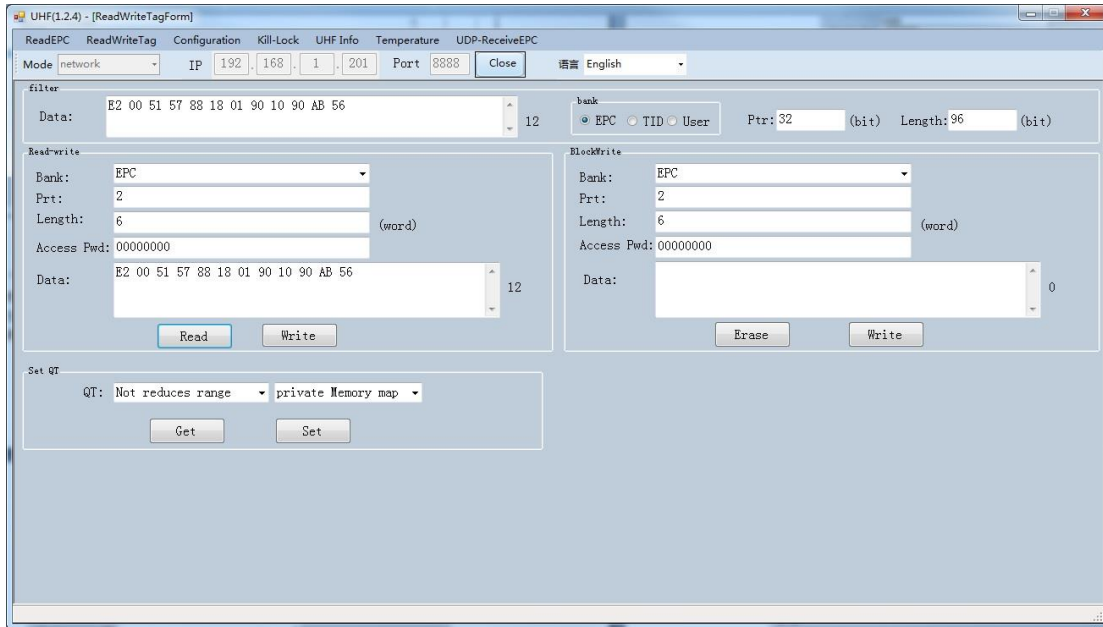 UHF(1.2.4) - [ReadWriteTagForm]
ReadEPC ReadWriteTag Configuration Kill-Lock UHF Info Temperature UDP-ReceiveEPC
Mode network IP 192 . 168 . 1 . 201 Port 8888 Close 语言 English
filter
Data: E2 00 51 57 88 18 01 90 10 90 AB 56 12
bank
EPC TID User Ptr: 32 (bit) Length: 96 (bit)
Read-write
Bank: EPC
Prt: 2
Length: 6 (word)
Access Pwd: 00000000
Data: E2 00 51 57 88 18 01 90 10 90 AB 56 12
Read Write
BlockWrite
Bank: EPC
Prt: 2
Length: 6 (word)
Access Pwd: 00000000
Data: 0
Erase Write
Set QT
QT: Not reduces range private Memory map
Get Set